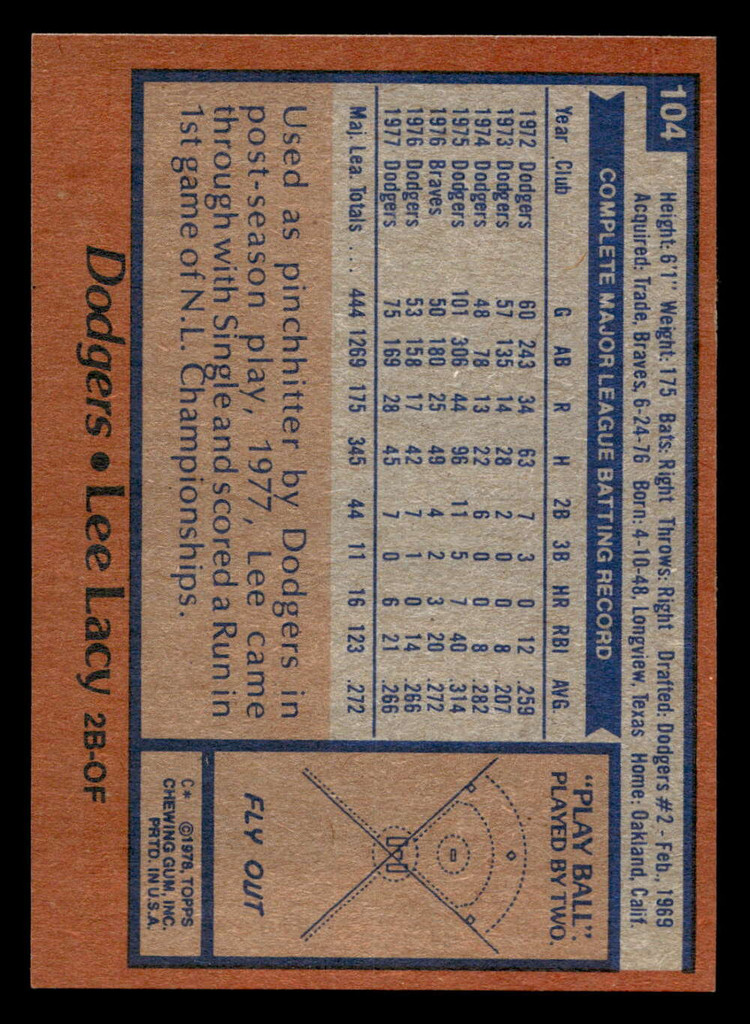 104
Height: 6'1" Weight: 175 Bats: Right Throws: Right Drafted: Dodgers #2 - Feb., 1969
Acquired: Trade, Braves, 6-24-76 Born: 4-10-48, Longview, Texas Home: Oakland, Calif.
COMPLETE MAJOR LEAGUE BATTING RECORD
Year Club G AB R H 2B 3B HR RBI AVG.
1972 Dodgers 60 243 34 63 7 3 0 12 .259
1973 Dodgers 57 135 14 28 2 0 0 8 .207
1974 Dodgers 48 78 13 22 6 0 0 8 .282
1975 Dodgers 101 306 44 96 11 5 7 40 .314
1976 Braves 50 180 25 49 4 2 3 20 .272
1976 Dodgers 53 158 17 42 7 1 0 14 .266
1977 Dodgers 75 169 28 45 7 0 6 21 .266
Maj. Lea. Totals .... 444 1269 175 345 44 11 16 123 .272
Used as pinchhitter by Dodgers in
post-season play, 1977, Lee came
through with Single and scored a Run in
1st game of N.L. Championships.
"PLAY BALL".
PLAYED BY TWO.
FLY OUT
C* ©1978, TOPPS
CHEWING GUM, INC.
PRTD. IN U.S.A.
Dodgers • Lee Lacy 2B-OF